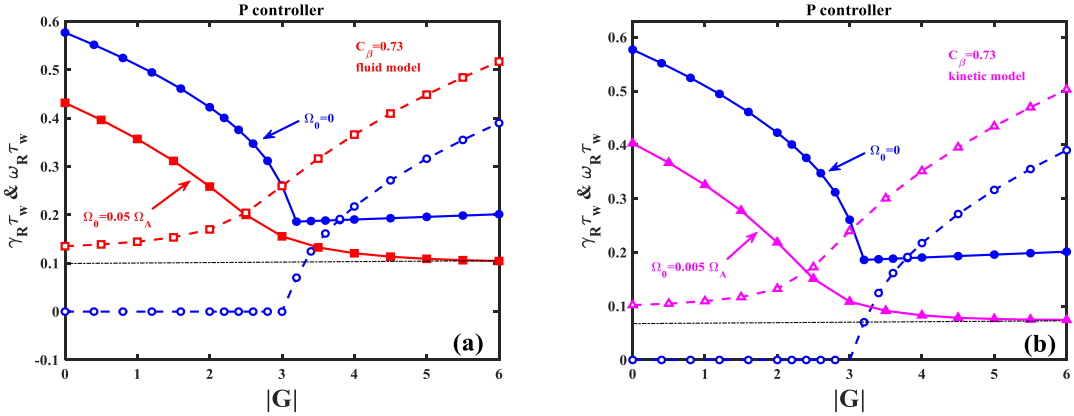 P controller
0.6
0.5
0.4
0.3
0.2
0.1
0
-0.1
γ_R τ_w & ω_R τ_w
C_β=0.73
fluid model
Ω_0=0
Ω_0=0.05 Ω_A
(a)
0 1 2 3 4 5 6
|G|
P controller
0.6
0.5
0.4
0.3
0.2
0.1
0
γ_R τ_w & ω_R τ_w
C_β=0.73
kinetic model
Ω_0=0
Ω_0=0.005 Ω_A
(b)
0 1 2 3 4 5 6
|G|